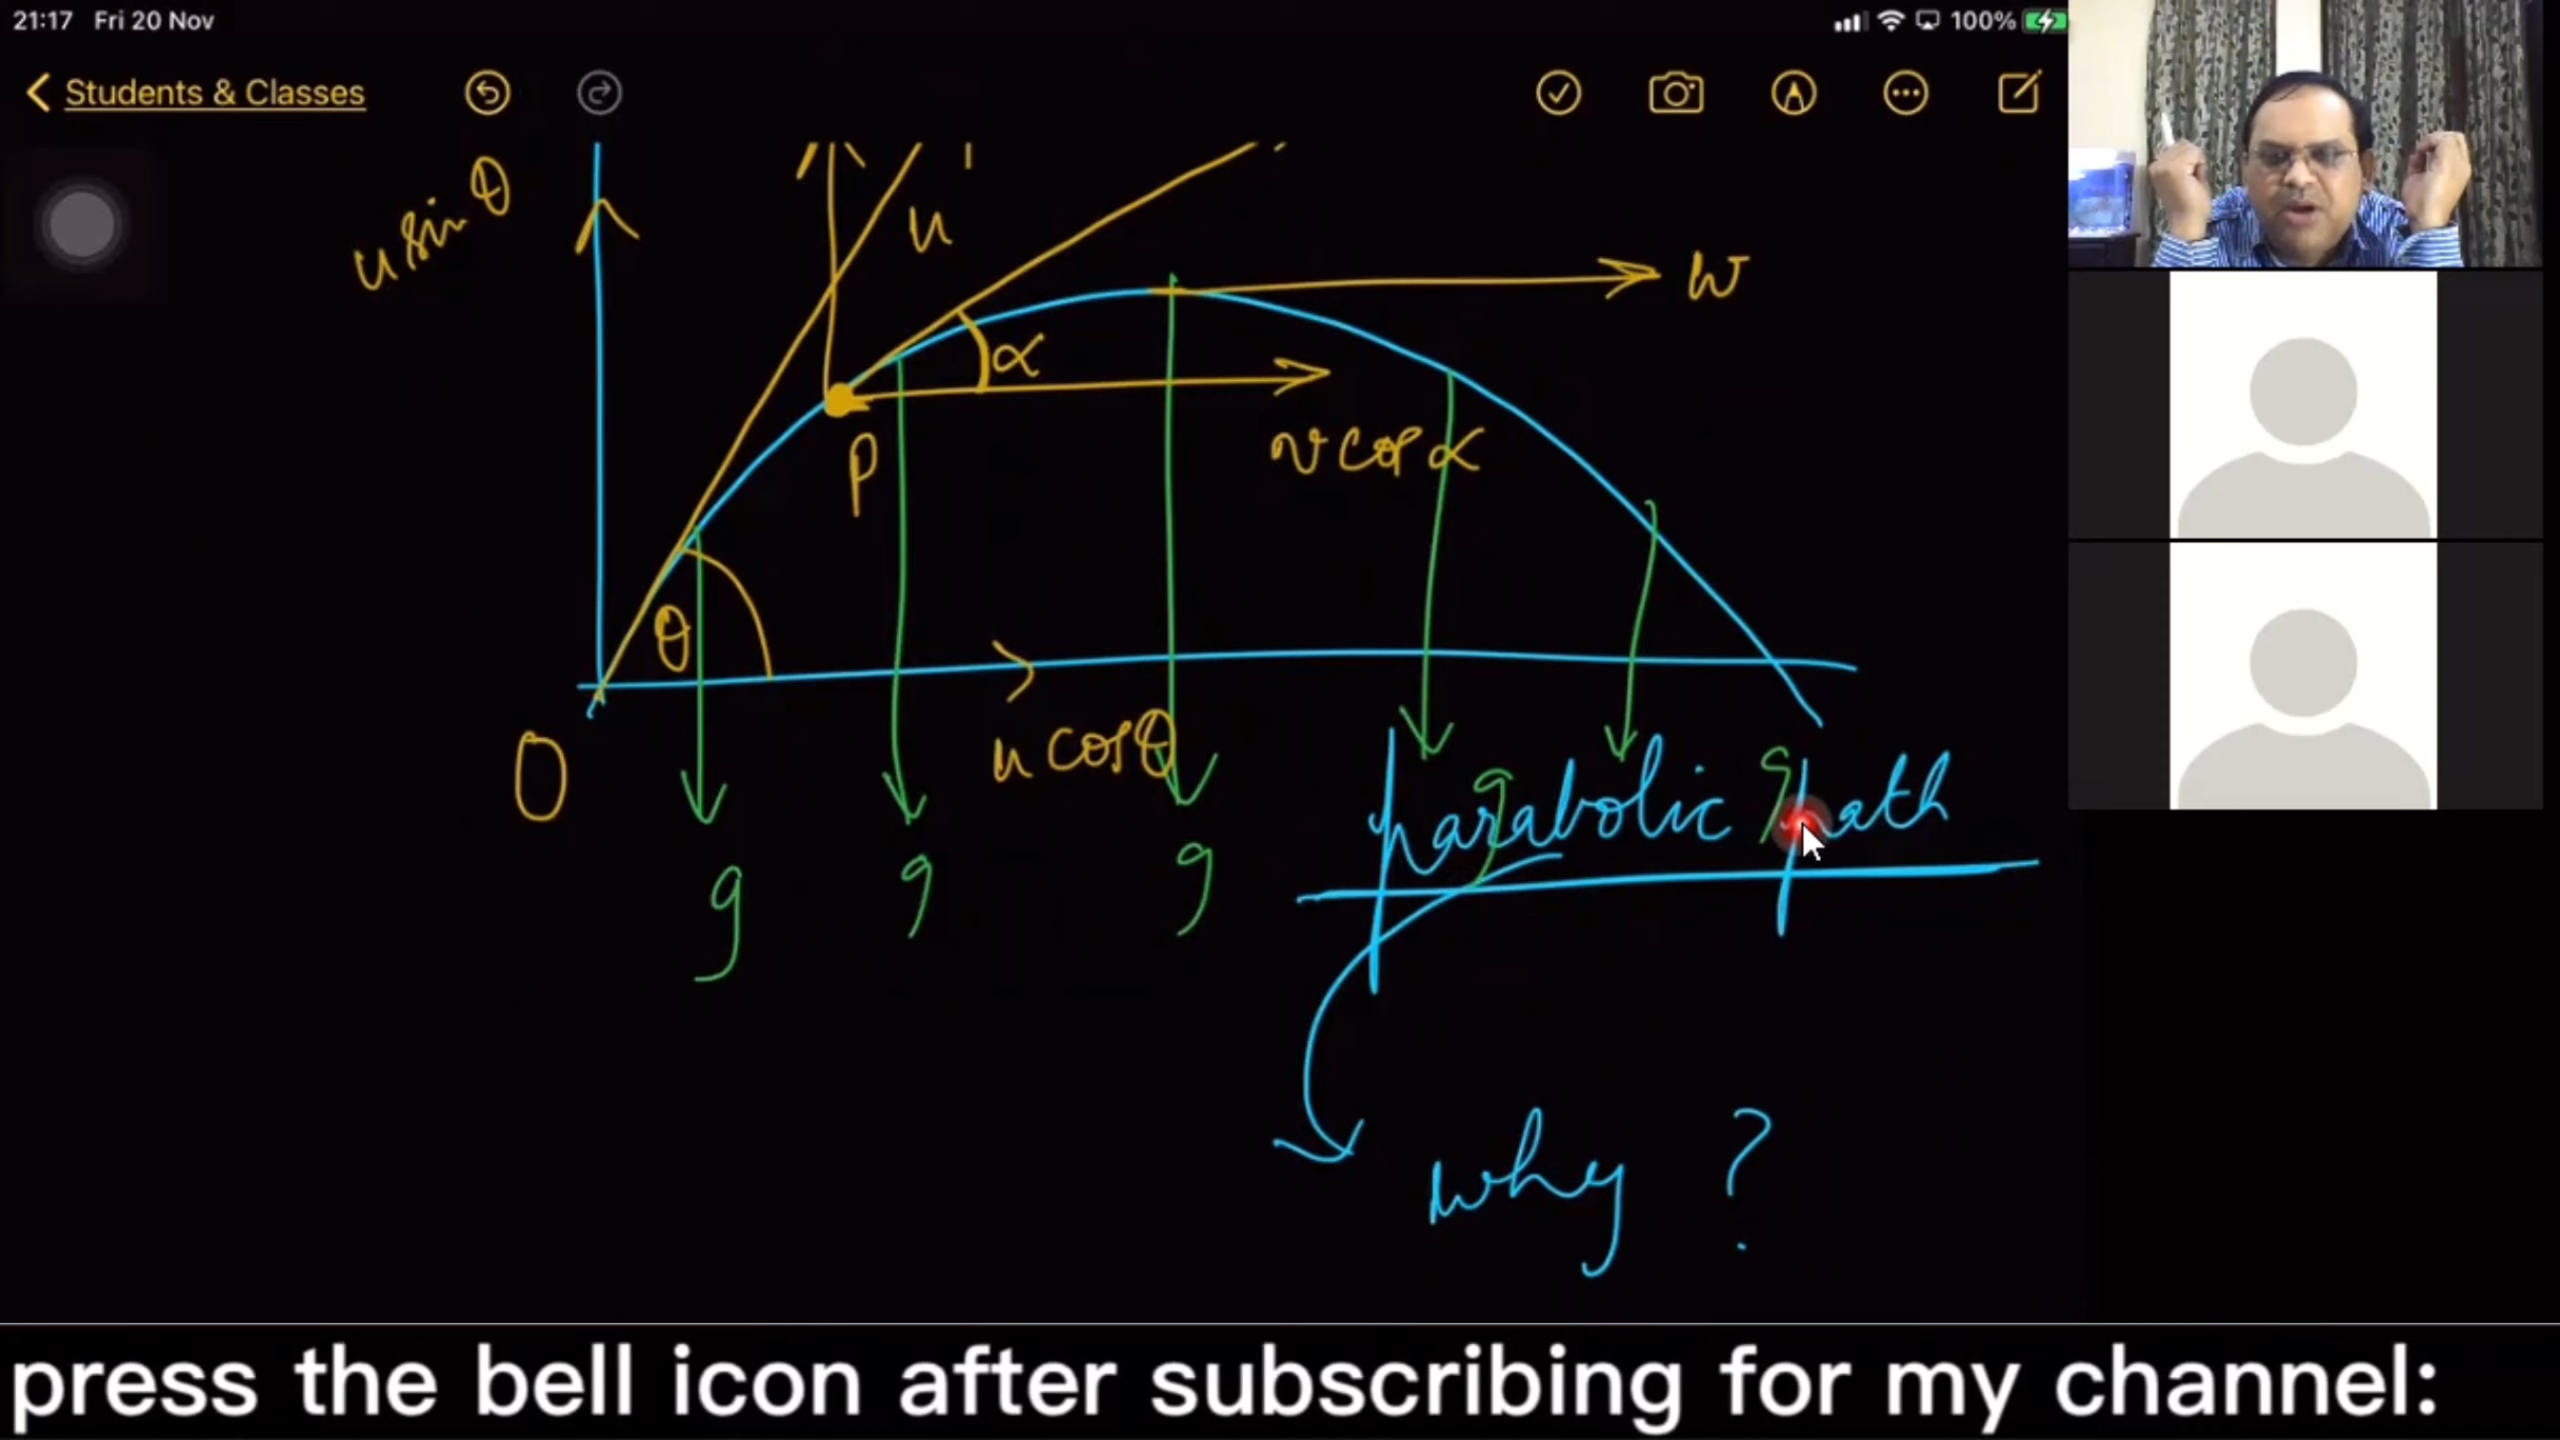 21:17 Fri 20 Nov
100%
Students & Classes
u sin θ
u
w
α
P
v cos α
θ
O
u cos θ
g
g
g
g
g
parabolic path
why ?
press the bell icon after subscribing for my channel: